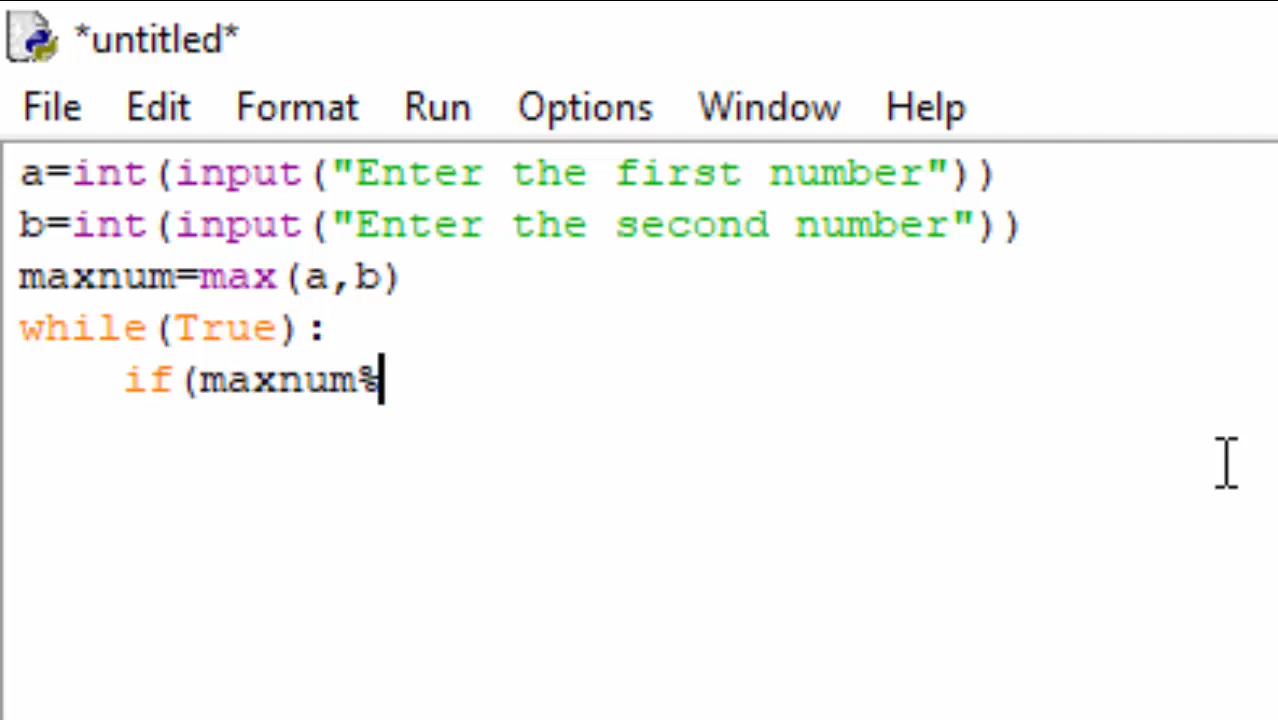 *untitled*
File Edit Format Run Options Window Help
a=int(input("Enter the first number"))
b=int(input("Enter the second number"))
maxnum=max(a,b)
while(True):
    if(maxnum%